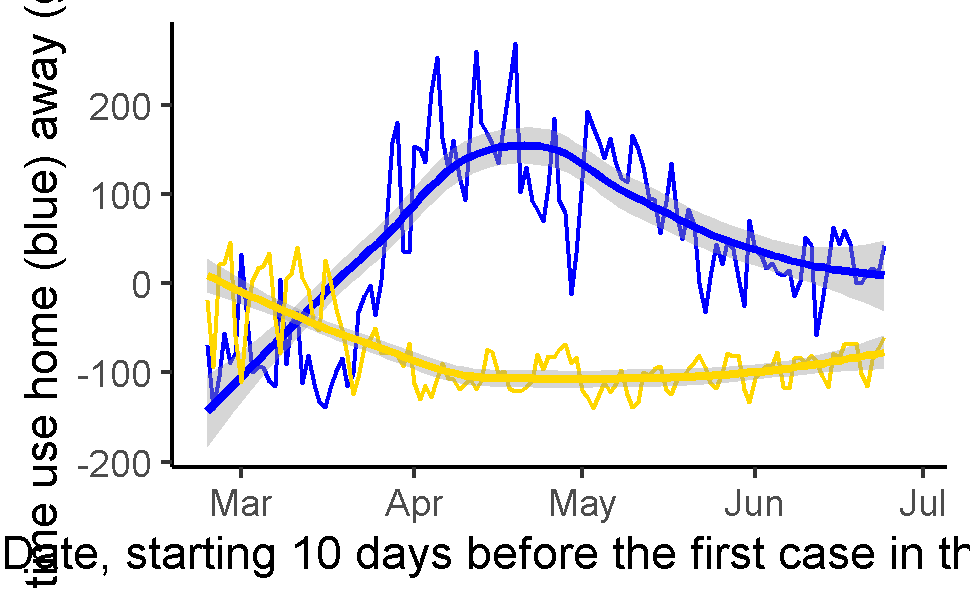 time use home (blue) away (
200
100
0
-100
-200
Mar Apr May Jun Jul
Date, starting 10 days before the first case in th